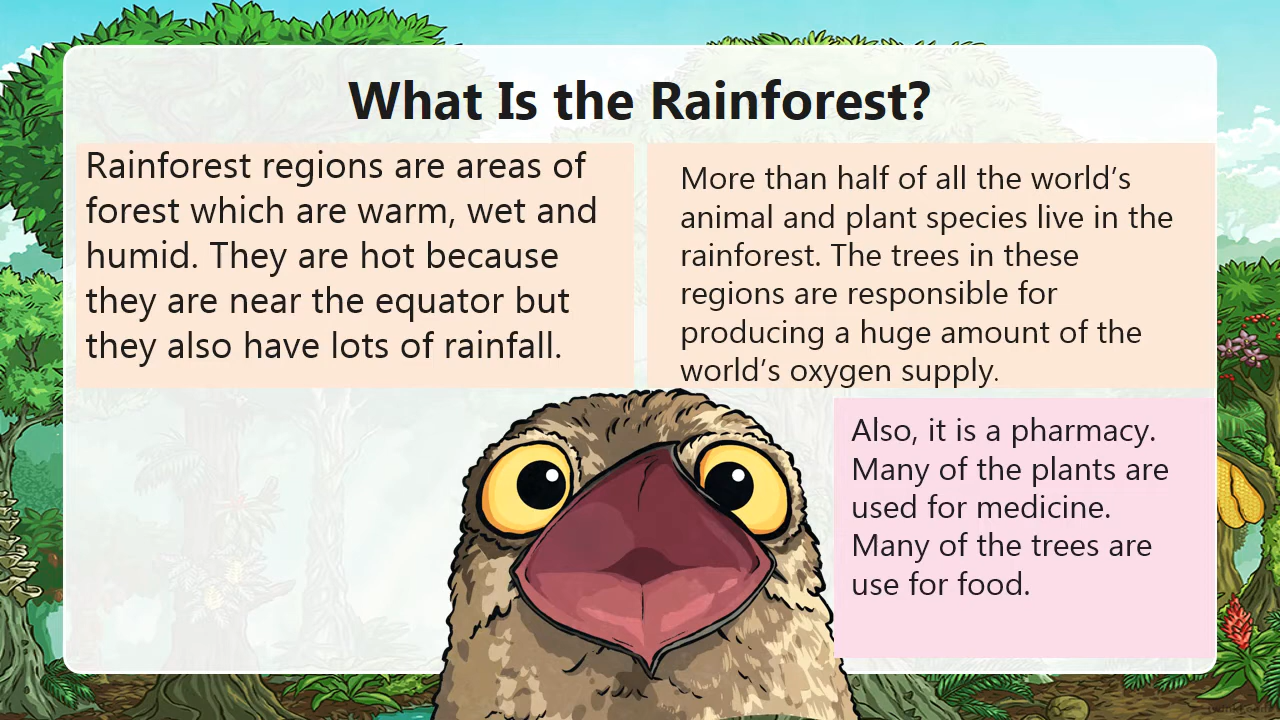 What Is the Rainforest?
Rainforest regions are areas of
forest which are warm, wet and
humid. They are hot because
they are near the equator but
they also have lots of rainfall.
More than half of all the world’s
animal and plant species live in the
rainforest. The trees in these
regions are responsible for
producing a huge amount of the
world’s oxygen supply.
Also, it is a pharmacy.
Many of the plants are
used for medicine.
Many of the trees are
use for food.